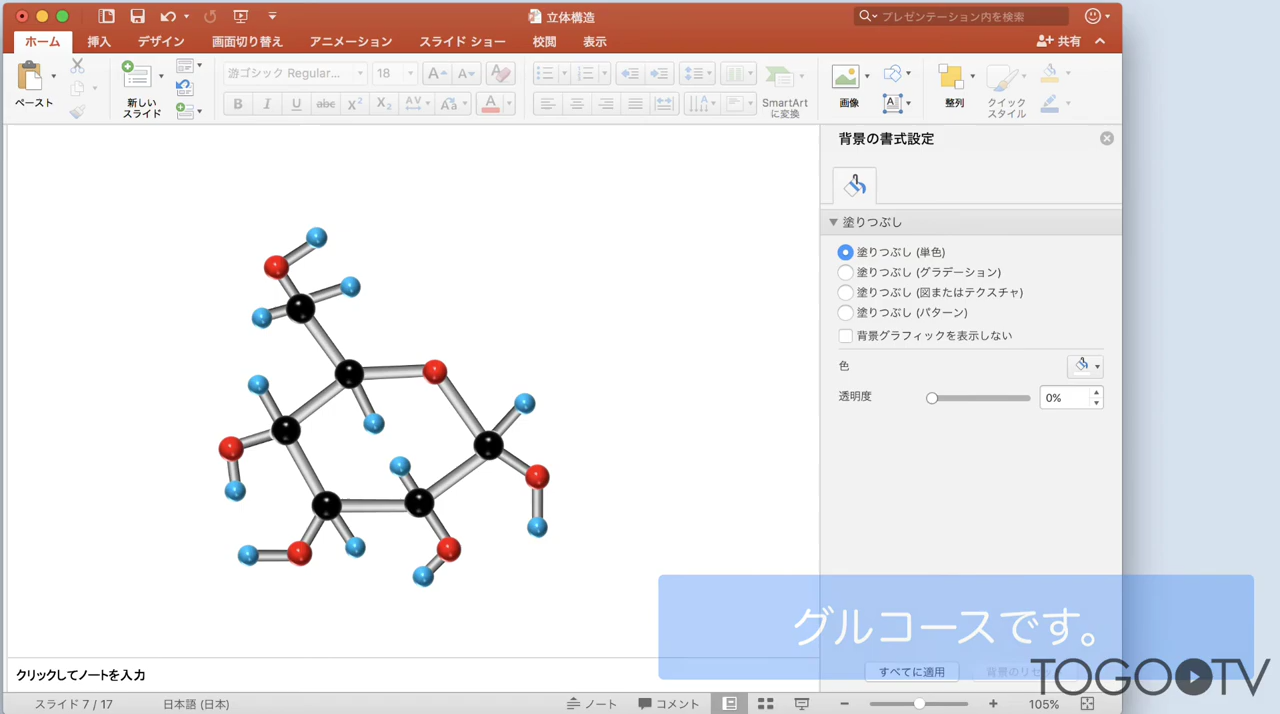 立体構造
プレゼンテーション内を検索
ホーム 挿入 デザイン 画面切り替え アニメーション スライド ショー 校閲 表示 共有
ペースト
新しい
スライド
游ゴシック Regular... 18
B I U abc X² X₂ AV Aa A
SmartArt
に変換
画像
整列
クイック
スタイル
背景の書式設定
塗りつぶし
塗りつぶし (単色)
塗りつぶし (グラデーション)
塗りつぶし (図またはテクスチャ)
塗りつぶし (パターン)
背景グラフィックを表示しない
色
透明度 0%
グルコースです。
すべてに適用
クリックしてノートを入力
TOGOTV
スライド 7 / 17 日本語 (日本) ノート コメント 105%